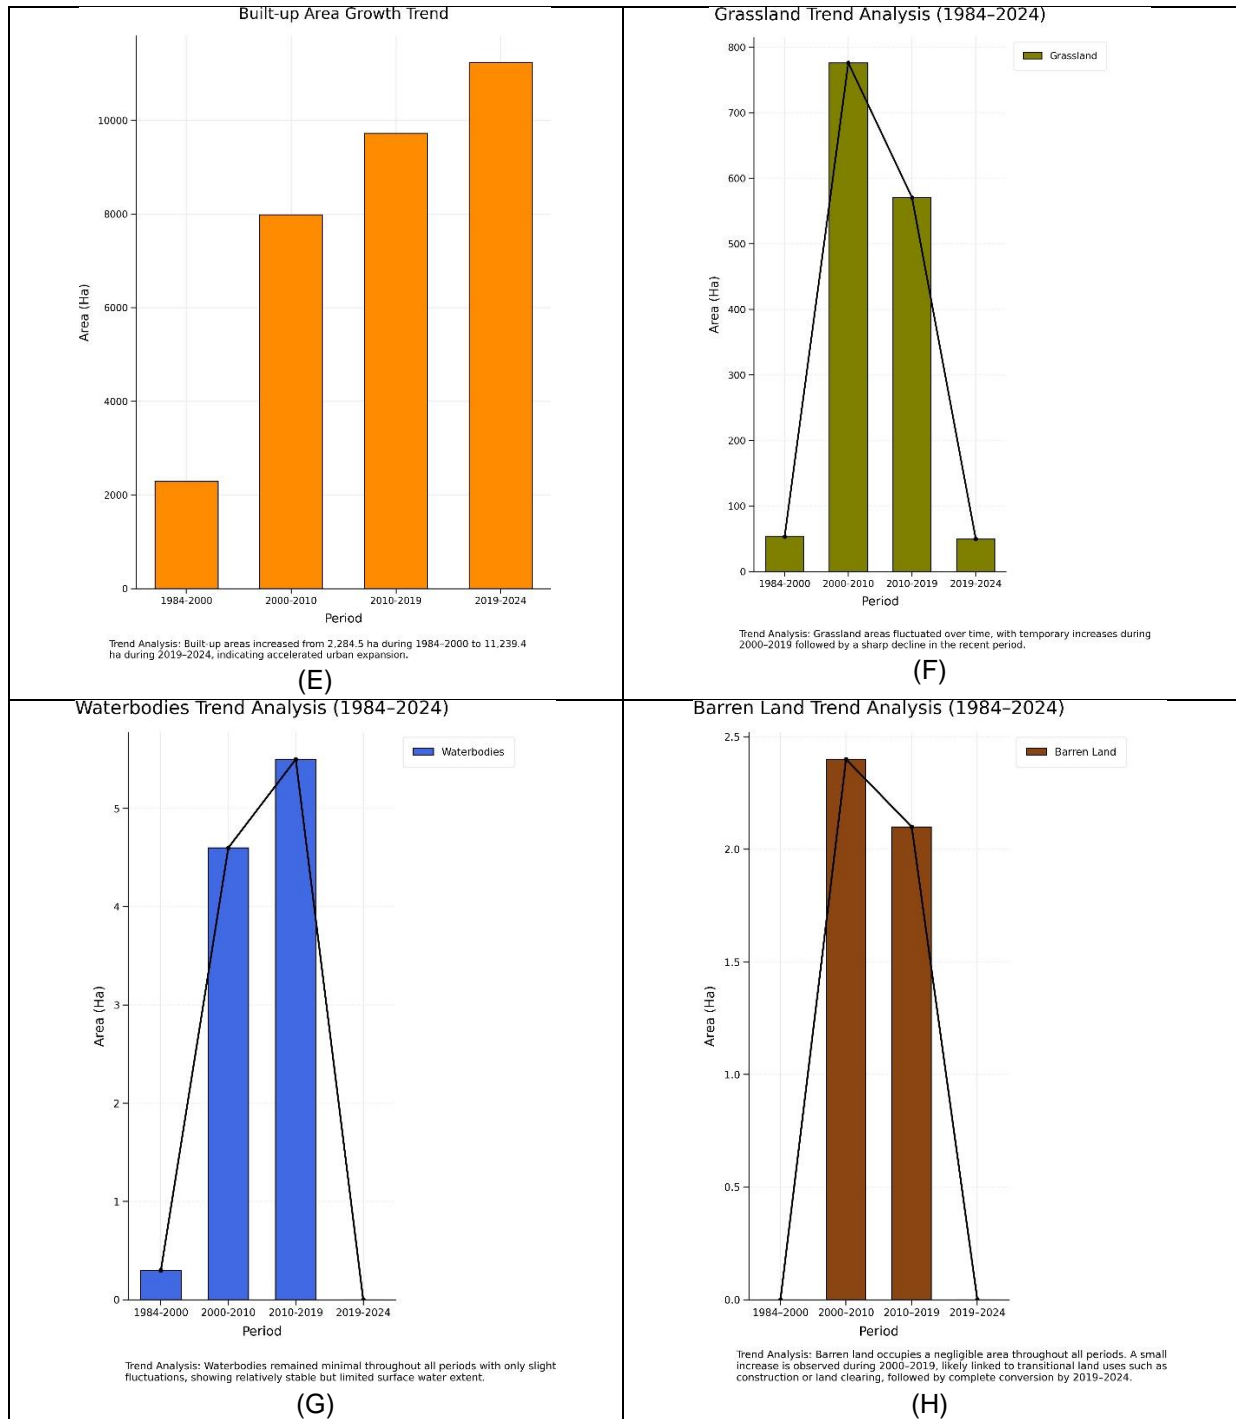 Built-up Area Growth Trend
10000
8000
6000
4000
2000
0
Area (Ha)
1984-2000
2000-2010
2010-2019
2019-2024
Period
Trend Analysis: Built-up areas increased from 2,284.5 ha during 1984–2000 to 11,239.4
ha during 2019–2024, indicating accelerated urban expansion.
(E)
Grassland Trend Analysis (1984–2024)
Grassland
800
700
600
500
400
300
200
100
0
Area (Ha)
1984-2000
2000-2010
2010-2019
2019-2024
Period
Trend Analysis: Grassland areas fluctuated over time, with temporary increases during
2000–2019 followed by a sharp decline in the recent period.
(F)
Waterbodies Trend Analysis (1984–2024)
Waterbodies
5
4
3
2
1
0
Area (Ha)
1984-2000
2000-2010
2010-2019
2019-2024
Period
Trend Analysis: Waterbodies remained minimal throughout all periods with only slight
fluctuations, showing relatively stable but limited surface water extent.
(G)
Barren Land Trend Analysis (1984–2024)
Barren Land
2.5
2.0
1.5
1.0
0.5
0.0
Area (Ha)
1984–2000
2000–2010
2010–2019
2019–2024
Period
Trend Analysis: Barren land occupies a negligible area throughout all periods. A small
increase is observed during 2000–2019, likely linked to transitional land uses such as
construction or land clearing, followed by complete conversion by 2019–2024.
(H)